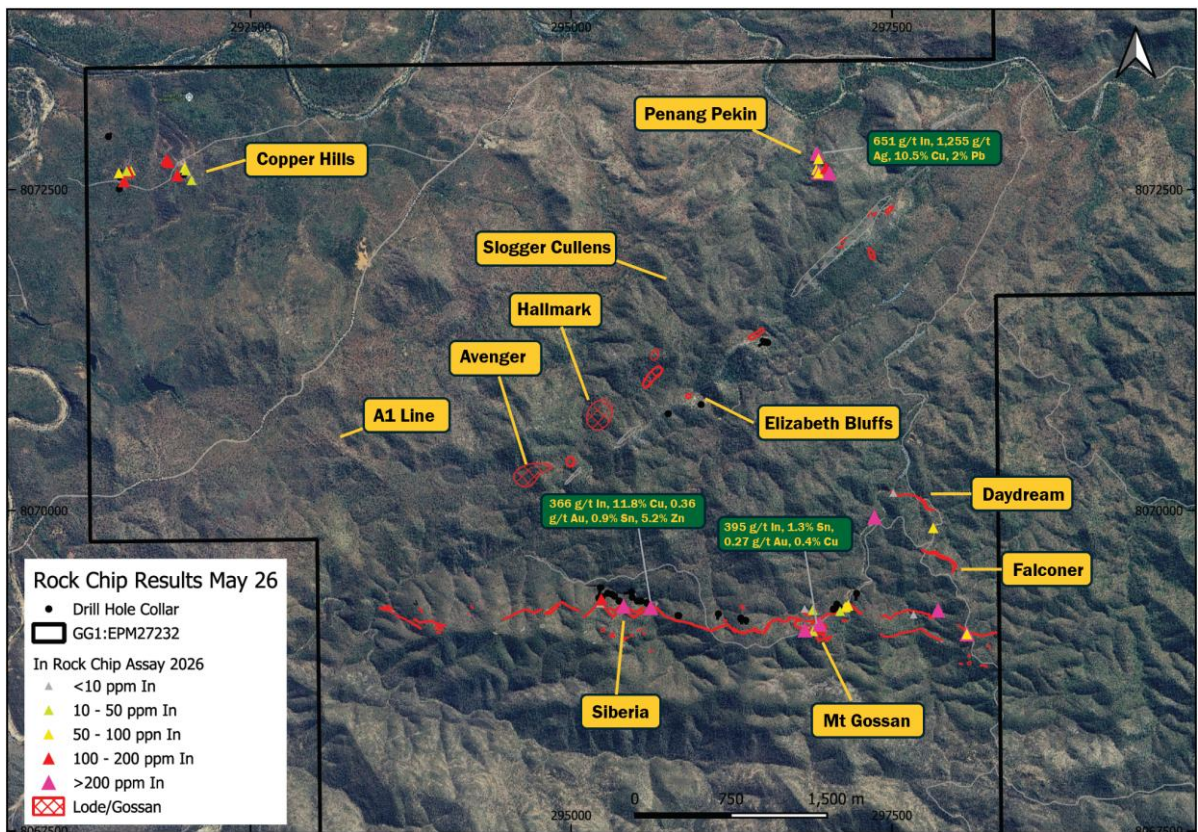 292500
295000
297500
Penang Pekin
651 g/t In, 1,255 g/t
Ag, 10.5% Cu, 2% Pb
Copper Hills
8072500
8072500
Slogger Cullens
Hallmark
Avenger
A1 Line
Elizabeth Bluffs
366 g/t In, 11.8% Cu, 0.36
g/t Au, 0.9% Sn, 5.2% Zn
395 g/t In, 1.3% Sn,
0.27 g/t Au, 0.4% Cu
Daydream
8070000
8070000
Falconer
Siberia
Mt Gossan
Rock Chip Results May 26
Drill Hole Collar
GG1:EPM27232
In Rock Chip Assay 2026
<10 ppm In
10 - 50 ppm In
50 - 100 ppn In
100 - 200 ppm In
>200 ppm In
Lode/Gossan
0 750 1,500 m
295000
297500
8067500
8067500